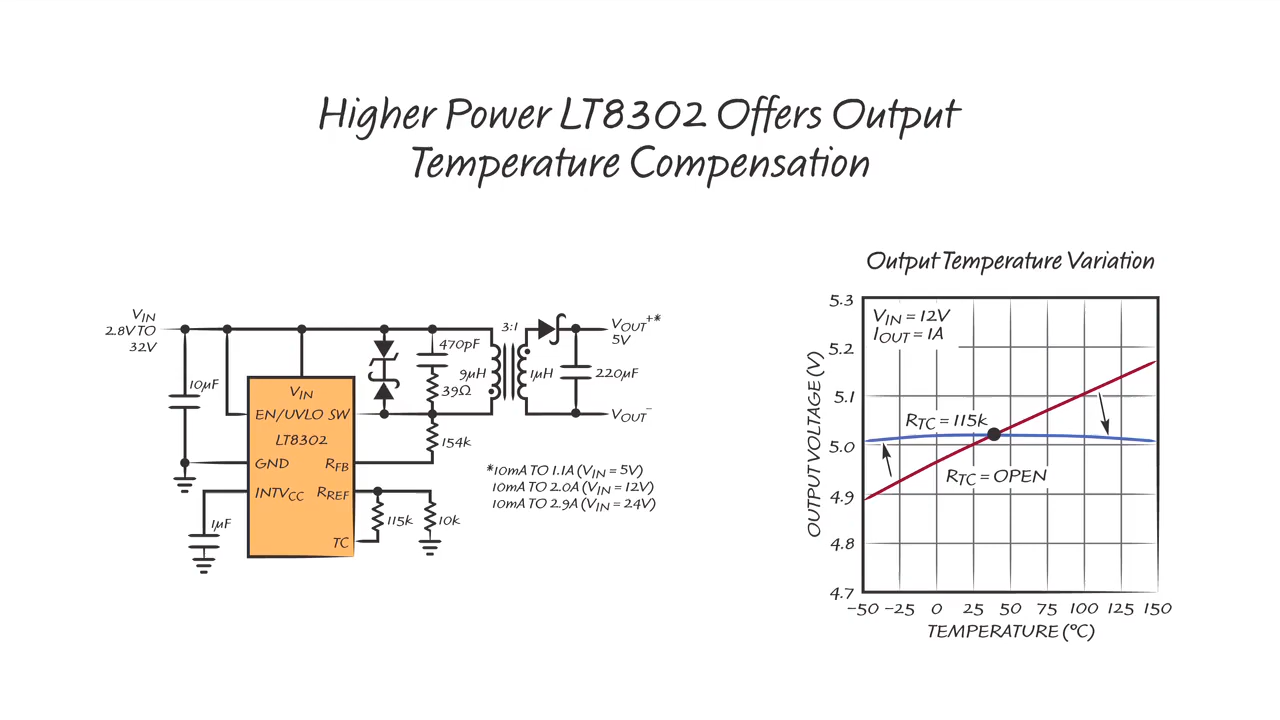 Higher Power LT8302 Offers Output
Temperature Compensation
Output Temperature Variation
VIN
2.8V TO
32V
10µF
VIN
EN/UVLO SW
LT8302
GND RFB
INTVCC RREF
TC
1µF
115k
10k
154k
470pF
39Ω
9µH
3:1
1µH
220µF
VOUT+*
5V
VOUT−
*10mA TO 1.1A (VIN = 5V)
10mA TO 2.0A (VIN = 12V)
10mA TO 2.9A (VIN = 24V)
OUTPUT VOLTAGE (V)
5.3
5.2
5.1
5.0
4.9
4.8
4.7
VIN = 12V
IOUT = 1A
RTC = 115k
RTC = OPEN
−50 −25 0 25 50 75 100 125 150
TEMPERATURE (°C)